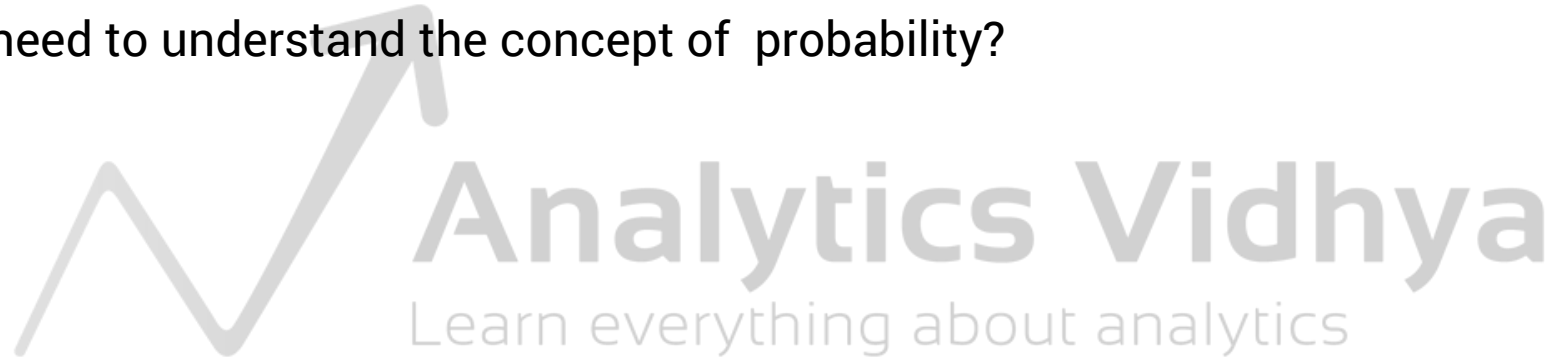 need to understand the concept of  probability?
Analytics Vidhya
Learn everything about analytics